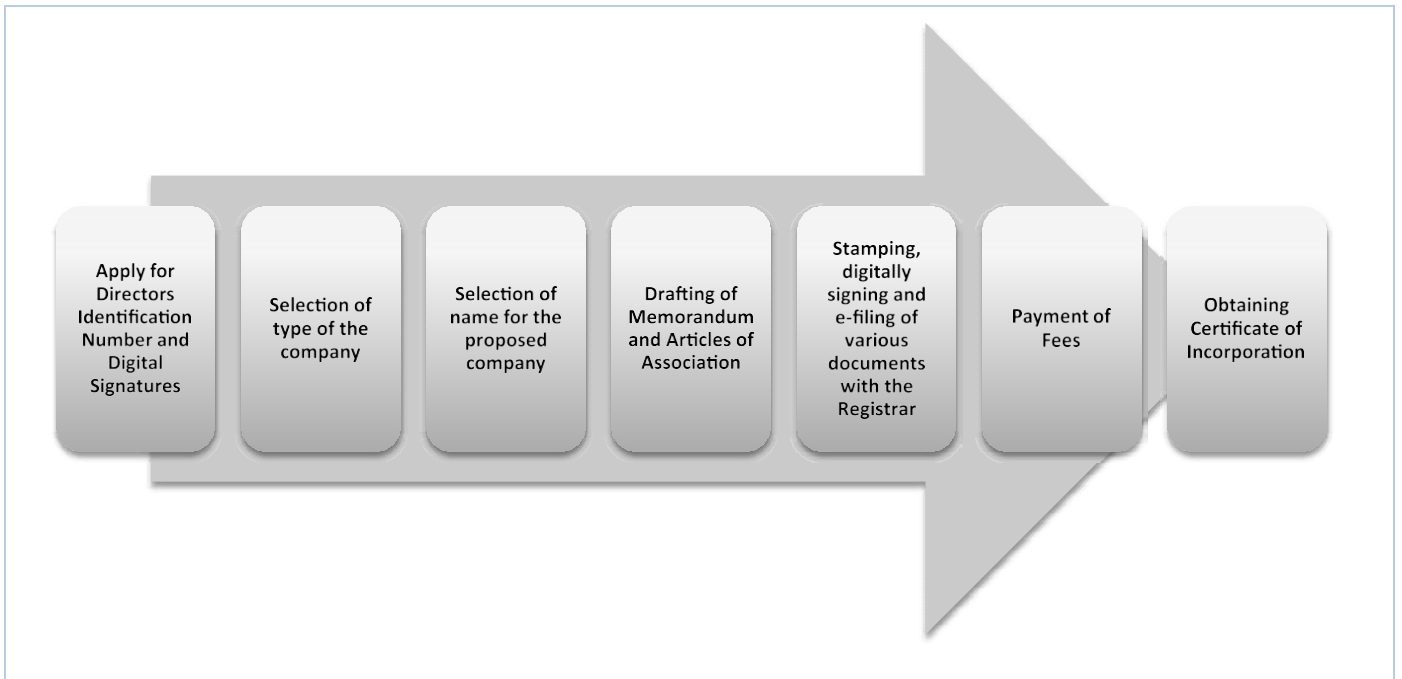 Apply for
Directors
Identification
Number and
Digital
Signatures
Selection of
type of the
company
Selection of
name for the
proposed
company
Drafting of
Memorandum
and Articles of
Association
Stamping,
digitally
signing and
e-filing of
various
documents
with the
Registrar
Payment of
Fees
Obtaining
Certificate of
Incorporation